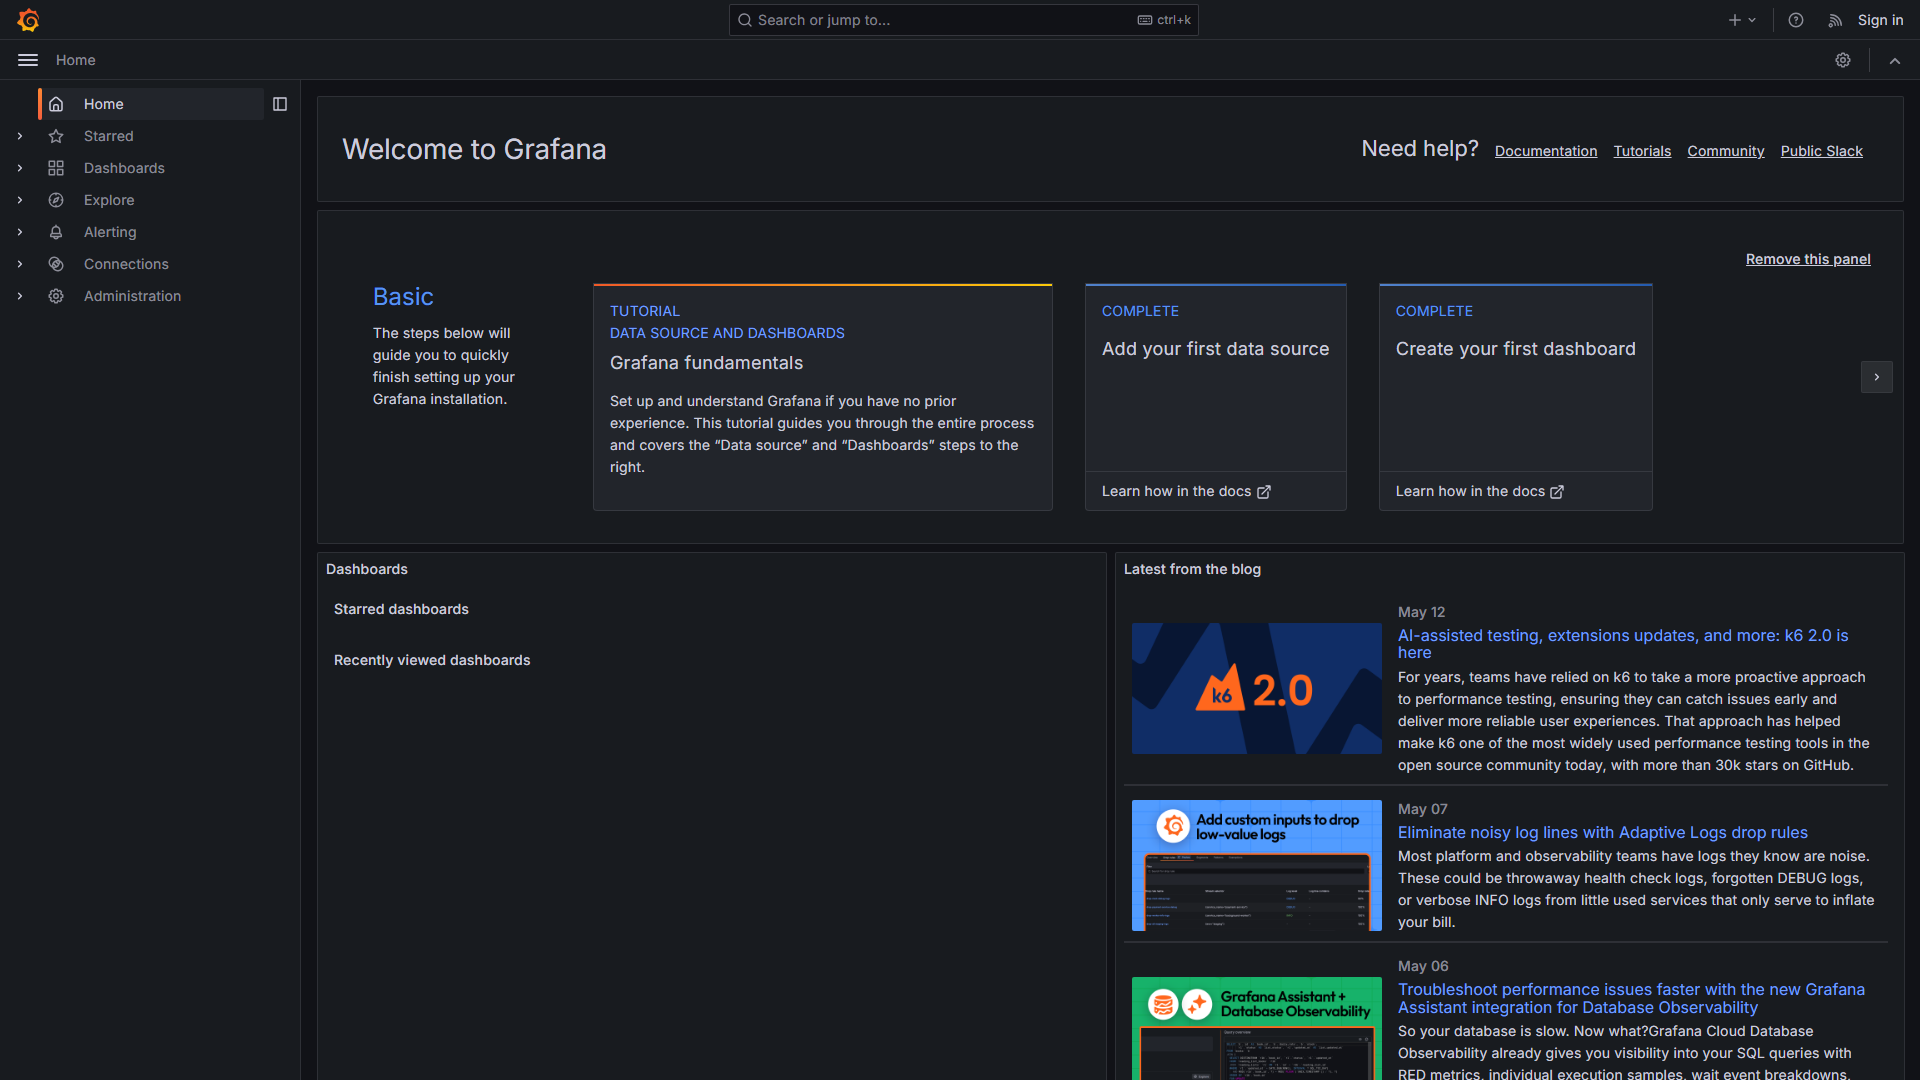 Search or jump to...
ctrl+k
Sign in
Home
Home
Starred
Dashboards
Explore
Alerting
Connections
Administration
Welcome to Grafana
Need help?
Documentation
Tutorials
Community
Public Slack
Remove this panel
Basic
The steps below will
guide you to quickly
finish setting up your
Grafana installation.
TUTORIAL
DATA SOURCE AND DASHBOARDS
Grafana fundamentals
Set up and understand Grafana if you have no prior
experience. This tutorial guides you through the entire process
and covers the “Data source” and “Dashboards” steps to the
right.
COMPLETE
Add your first data source
Learn how in the docs
COMPLETE
Create your first dashboard
Learn how in the docs
Dashboards
Starred dashboards
Recently viewed dashboards
Latest from the blog
k6 2.0
May 12
AI-assisted testing, extensions updates, and more: k6 2.0 is
here
For years, teams have relied on k6 to take a more proactive approach
to performance testing, ensuring they can catch issues early and
deliver more reliable user experiences. That approach has helped
make k6 one of the most widely used performance testing tools in the
open source community today, with more than 30k stars on GitHub.
Add custom inputs to drop
low-value logs
May 07
Eliminate noisy log lines with Adaptive Logs drop rules
Most platform and observability teams have logs they know are noise.
These could be throwaway health check logs, forgotten DEBUG logs,
or verbose INFO logs from little used services that only serve to inflate
your bill.
Grafana Assistant +
Database Observability
May 06
Troubleshoot performance issues faster with the new Grafana
Assistant integration for Database Observability
So your database is slow. Now what?Grafana Cloud Database
Observability already gives you visibility into your SQL queries with
RED metrics, individual execution samples, wait event breakdowns,